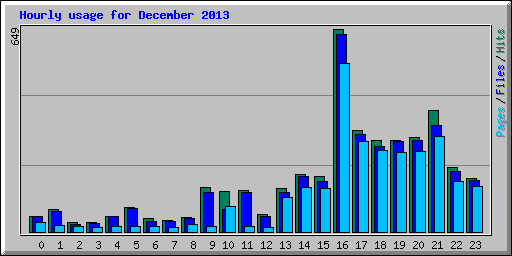 Hourly usage for December 2013
649
Pages/Files/Hits
0 1 2 3 4 5 6 7 8 9 10 11 12 13 14 15 16 17 18 19 20 21 22 23